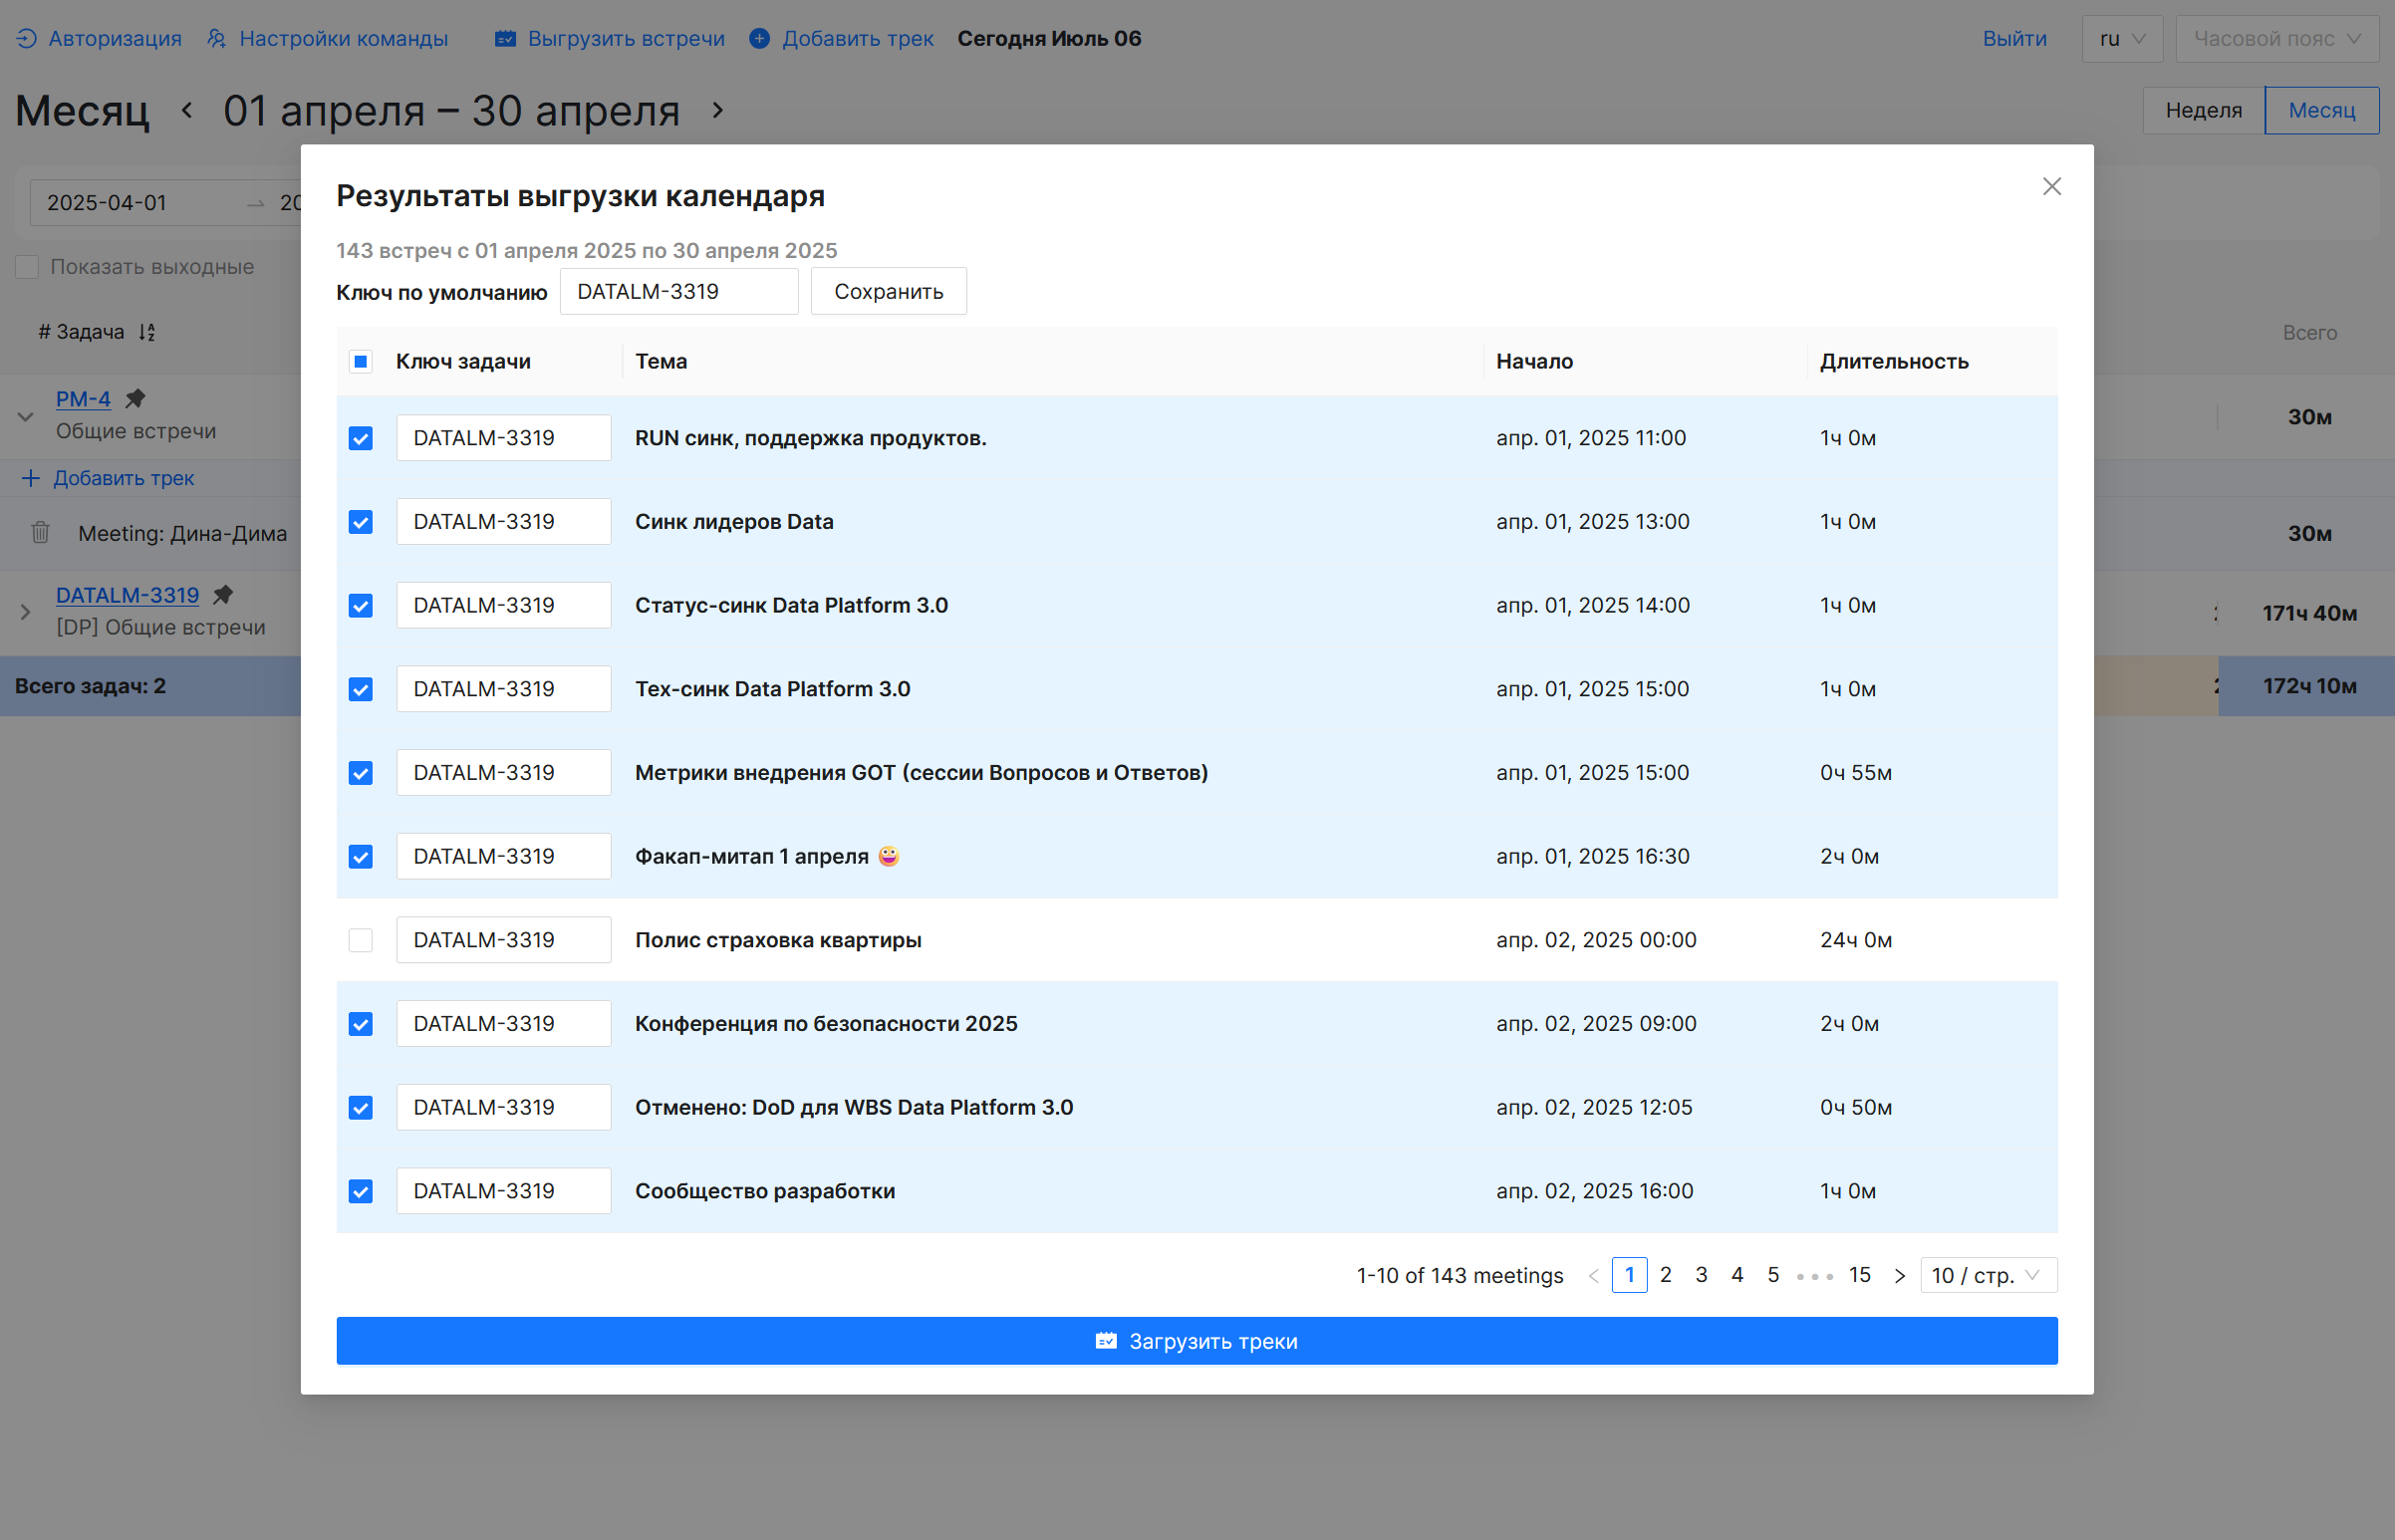 Авторизация Настройки команды Выгрузить встречи Добавить трек Сегодня Июль 06 Выйти ru Часовой пояс
Месяц 01 апреля – 30 апреля Неделя Месяц
2025-04-01
Показать выходные
# Задача Всего
PM-4 30м
Общие встречи
Добавить трек
Meeting: Дина-Дима 30м
DATALM-3319 171ч 40м
[DP] Общие встречи
Всего задач: 2 172ч 10м
Результаты выгрузки календаря
143 встреч с 01 апреля 2025 по 30 апреля 2025
Ключ по умолчанию DATALM-3319 Сохранить
Ключ задачи Тема Начало Длительность
DATALM-3319 RUN синк, поддержка продуктов. апр. 01, 2025 11:00 1ч 0м
DATALM-3319 Синк лидеров Data апр. 01, 2025 13:00 1ч 0м
DATALM-3319 Статус-синк Data Platform 3.0 апр. 01, 2025 14:00 1ч 0м
DATALM-3319 Тех-синк Data Platform 3.0 апр. 01, 2025 15:00 1ч 0м
DATALM-3319 Метрики внедрения GOT (сессии Вопросов и Ответов) апр. 01, 2025 15:00 0ч 55м
DATALM-3319 Факап-митап 1 апреля 😀 апр. 01, 2025 16:30 2ч 0м
DATALM-3319 Полис страховка квартиры апр. 02, 2025 00:00 24ч 0м
DATALM-3319 Конференция по безопасности 2025 апр. 02, 2025 09:00 2ч 0м
DATALM-3319 Отменено: DoD для WBS Data Platform 3.0 апр. 02, 2025 12:05 0ч 50м
DATALM-3319 Сообщество разработки апр. 02, 2025 16:00 1ч 0м
1-10 of 143 meetings < 1 2 3 4 5 ••• 15 > 10 / стр.
Загрузить треки